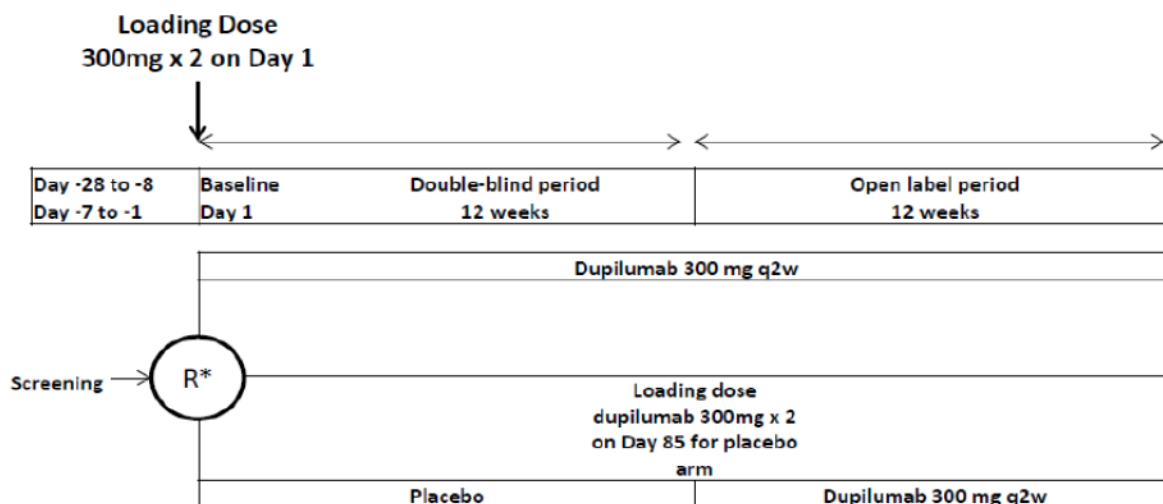 Loading Dose
300mg x 2 on Day 1
Day -28 to -8
Day -7 to -1
Baseline
Day 1
Double-blind period
12 weeks
Open label period
12 weeks
Dupilumab 300 mg q2w
Screening
R*
Loading dose
dupilumab 300mg x 2
on Day 85 for placebo
arm
Placebo
Dupilumab 300 mg q2w